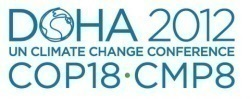 DOHA 2012
UN CLIMATE CHANGE CONFERENCE
COP18·CMP8